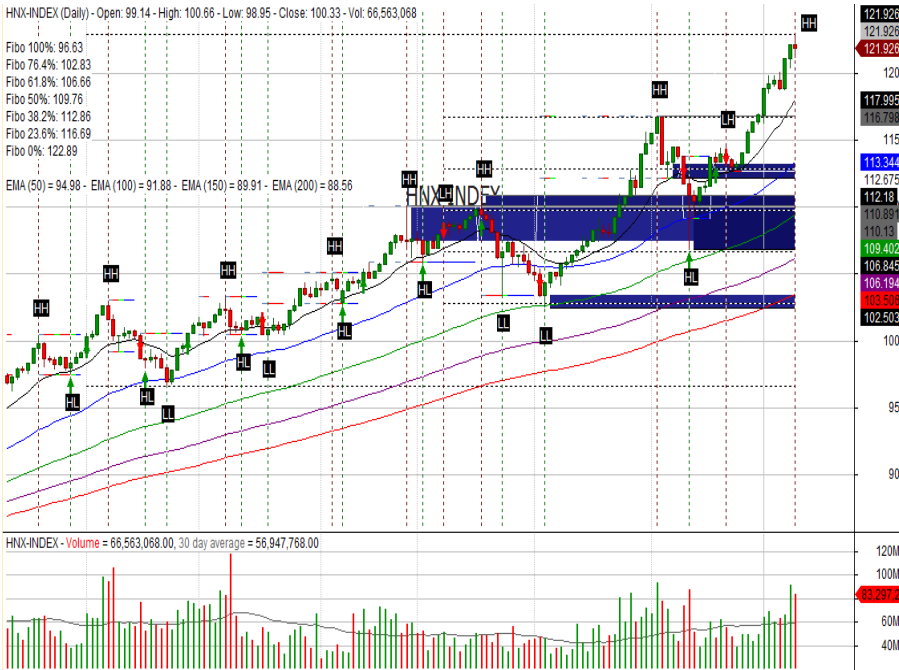 HNX-INDEX (Daily) - Open: 99.14 - High: 100.66 - Low: 98.95 - Close: 100.33 - Vol: 66,563,068
Fibo 100%: 96.63
Fibo 76.4%: 102.83
Fibo 61.8%: 106.66
Fibo 50%: 109.76
Fibo 38.2%: 112.86
Fibo 23.6%: 116.69
Fibo 0%: 122.89
EMA (50) = 94.98 - EMA (100) = 91.88 - EMA (150) = 89.91 - EMA (200) = 88.56
HNX-INDEX
HH
HH
HH
HH
HH
LH
HH
HH
LH
HH
HL
HL
LL
HL
LL
HL
HL
LL
LL
HL
121.926
121.926
121.926
120
117.995
116.798
115
113.344
112.675
112.18
110.891
110.13
109.402
106.845
106.194
103.506
102.503
100
95
90
HNX-INDEX - Volume = 66,563,068.00, 30 day average = 56,947,768.00
120M
100M
83,297,2
60M
40M